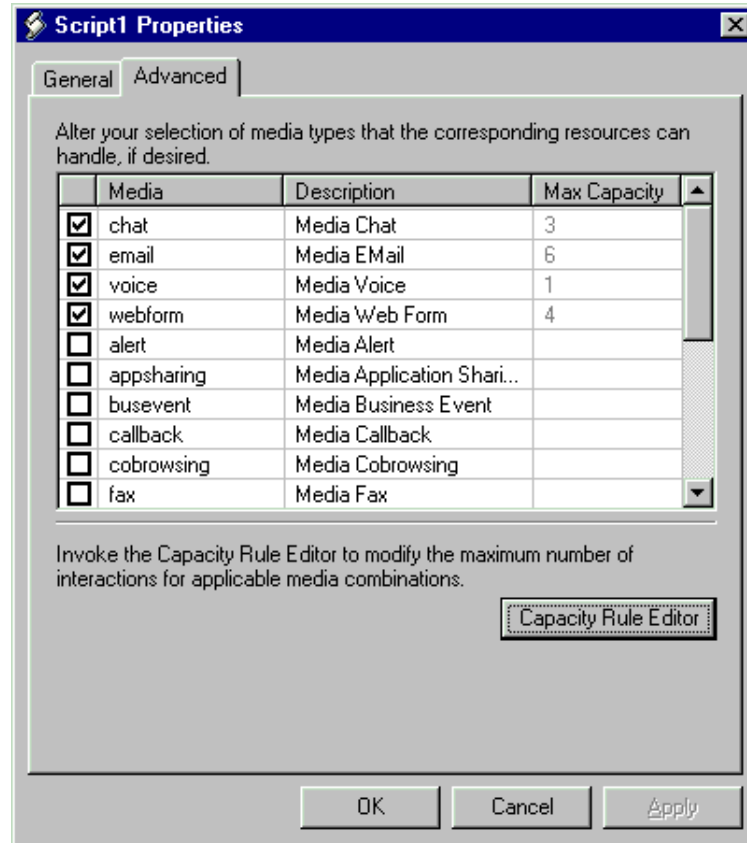 Script1 Properties
General Advanced
Alter your selection of media types that the corresponding resources can
handle, if desired.
Media Description Max Capacity
chat Media Chat 3
email Media EMail 6
voice Media Voice 1
webform Media Web Form 4
alert Media Alert
appsharing Media Application Shari...
busevent Media Business Event
callback Media Callback
cobrowsing Media Cobrowsing
fax Media Fax
Invoke the Capacity Rule Editor to modify the maximum number of
interactions for applicable media combinations.
Capacity Rule Editor
OK Cancel Apply